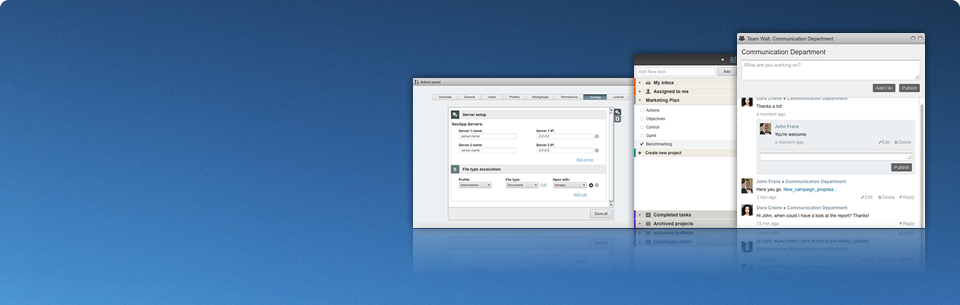 Admin panel
Overview
General
Users
Profiles
Workgroups
Permissions
XenApp
License
Server setup
XenApp Servers:
Server 1 name:
Server 1 IP:
server.name
0.0.0.0
Server 2 name:
Server 2 IP:
server.name
0.0.0.0
Add server
File type association
Profile:
File type:
Open with:
Administrator
Documents
Edit
XenApp
Add rule
Save all
Add New task
Add
My inbox
Assigned to me
Marketing Plan
Actions
Objectives
Control
Gantt
Benchmarking
Create new project
Completed tasks
Archived projects
Team Wall: Communication Department
Communication Department
What are you working on?
Add File
Publish
Dora Craine » Communication Department
Thanks a lot!
a moment ago
John Franz
You're welcome
a moment ago
Edit
Delete
Publish
John Franz » Communication Department
Here you go. New_campaign_proposa...
3 min ago
Edit
Delete
Reply
Dora Craine » Communication Department
Hi John, when could I have a look at the report? Thanks!
15 min ago
Reply